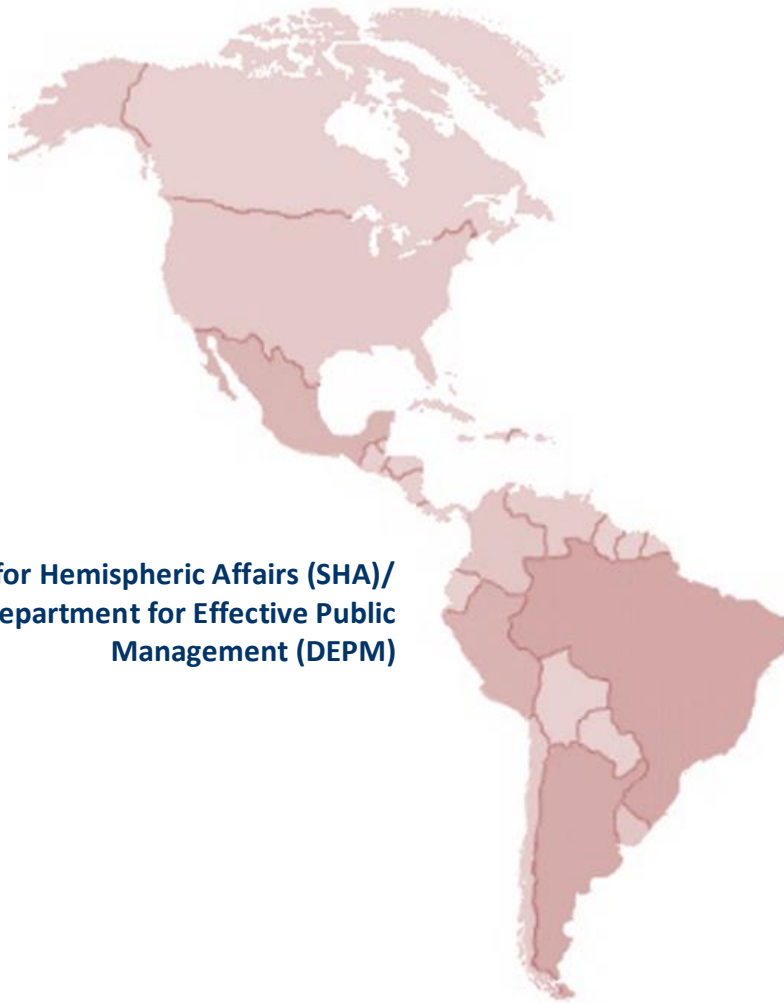 for Hemispheric Affairs (SHA)/
epartment for Effective Public
Management (DEPM)